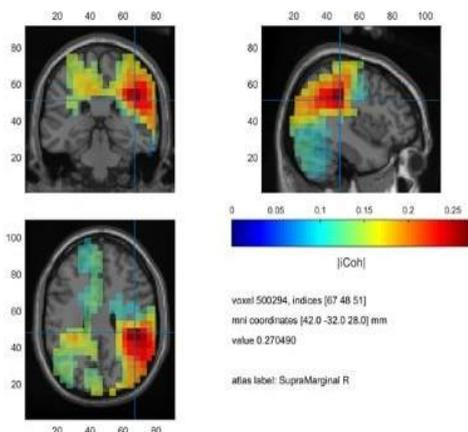 20 40 60 80
80
60
40
20
20 40 60 80 100
80
60
40
20
100
80
60
40
20
20 40 60 80
0 0.05 0.1 0.15 0.2 0.25
|iCoh|
voxel 500294, indices [67 48 51]
mni coordinates [42.0 -32.0 28.0] mm
value 0.270490
atlas label: SupraMarginal R